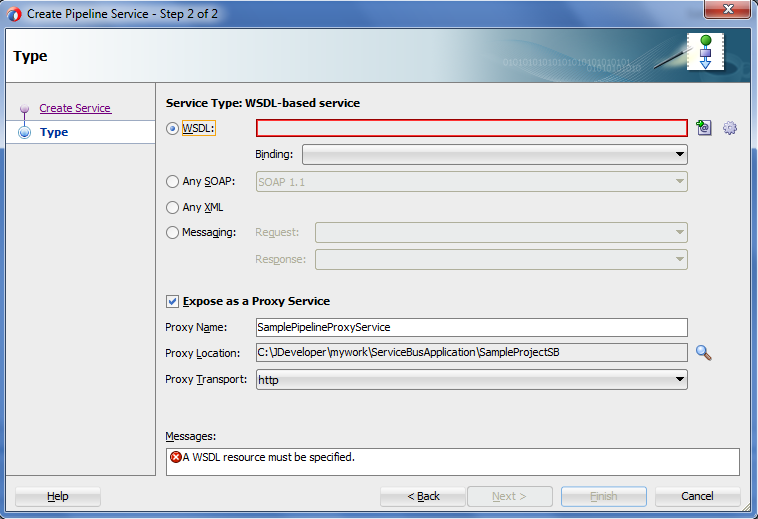 Create Pipeline Service - Step 2 of 2
Type
010101010101010101010101010101
01010101010
Create Service
Type
Service Type: WSDL-based service
WSDL:
Binding:
Any SOAP: SOAP 1.1
Any XML
Messaging: Request:
Response:
Expose as a Proxy Service
Proxy Name: SamplePipelineProxyService
Proxy Location: C:\JDeveloper\mywork\ServiceBusApplication\SampleProjectSB
Proxy Transport: http
Messages:
A WSDL resource must be specified.
Help < Back Next > Finish Cancel